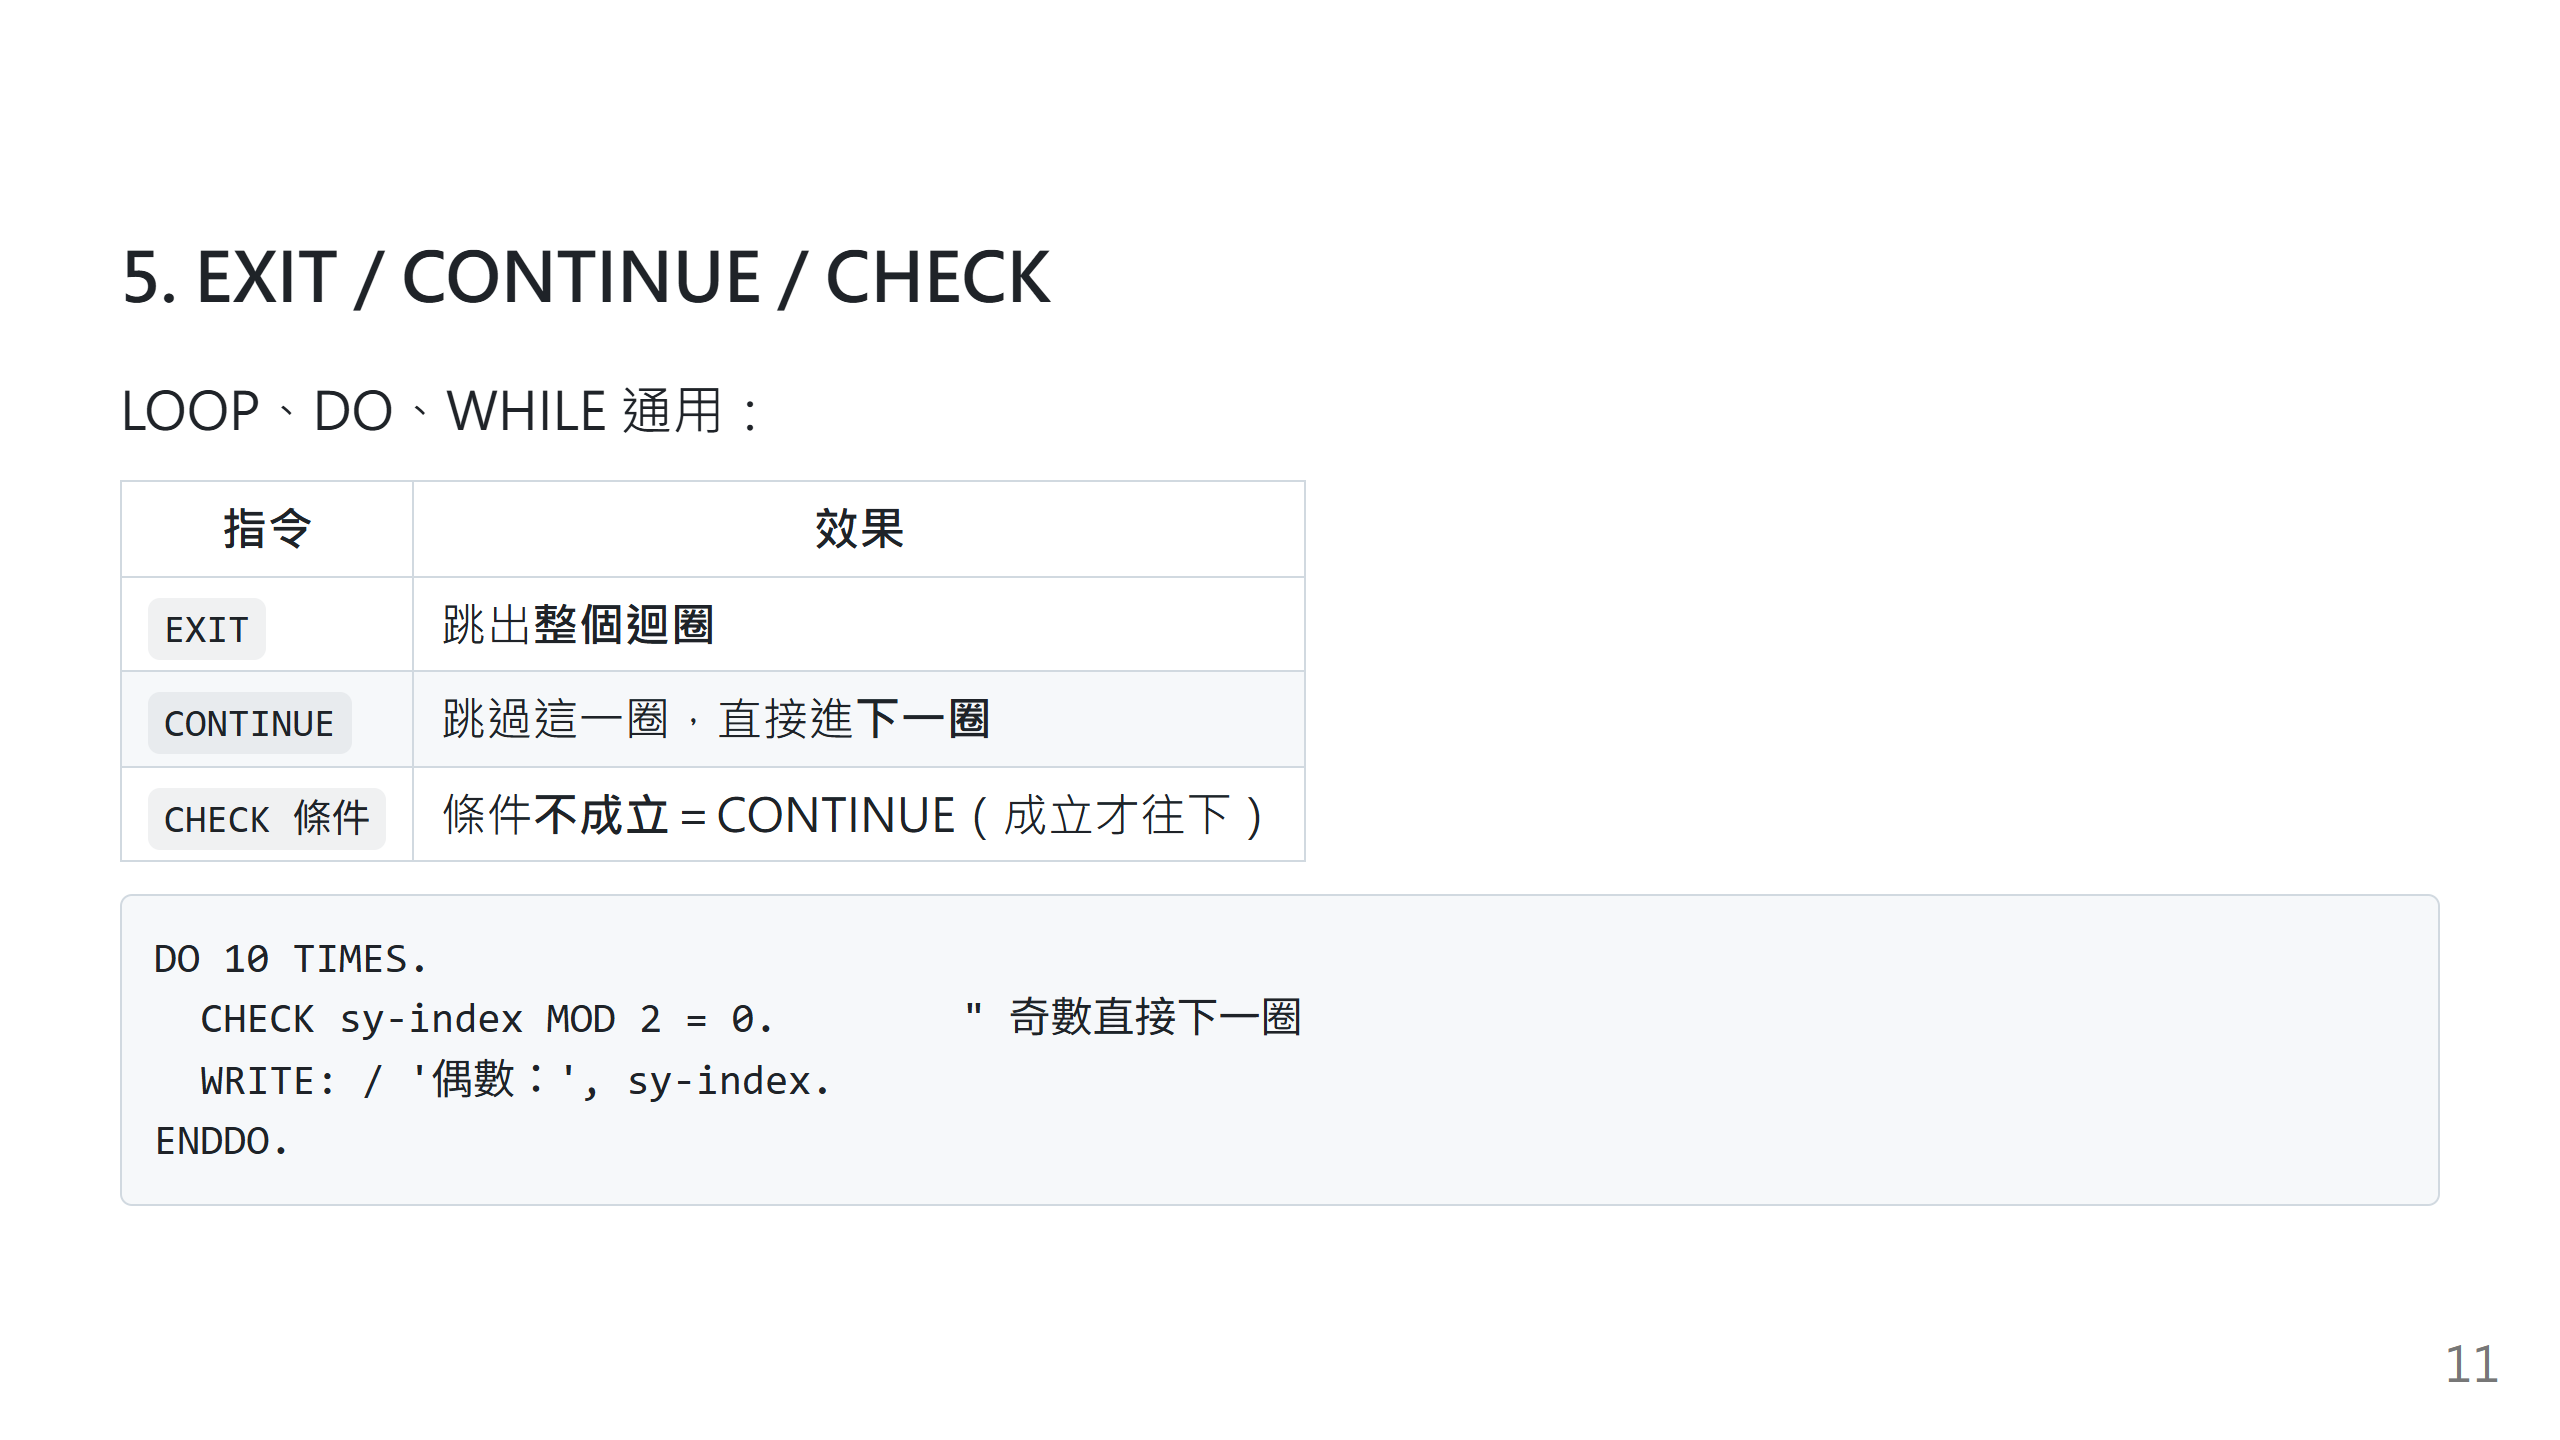 5. EXIT / CONTINUE / CHECK
LOOP、DO、WHILE 通用：
指令 效果
EXIT 跳出整個迴圈
CONTINUE 跳過這一圈，直接進下一圈
CHECK 條件 條件不成立 = CONTINUE（成立才往下）
DO 10 TIMES.
  CHECK sy-index MOD 2 = 0.        " 奇數直接下一圈
  WRITE: / '偶數：', sy-index.
ENDDO.
11